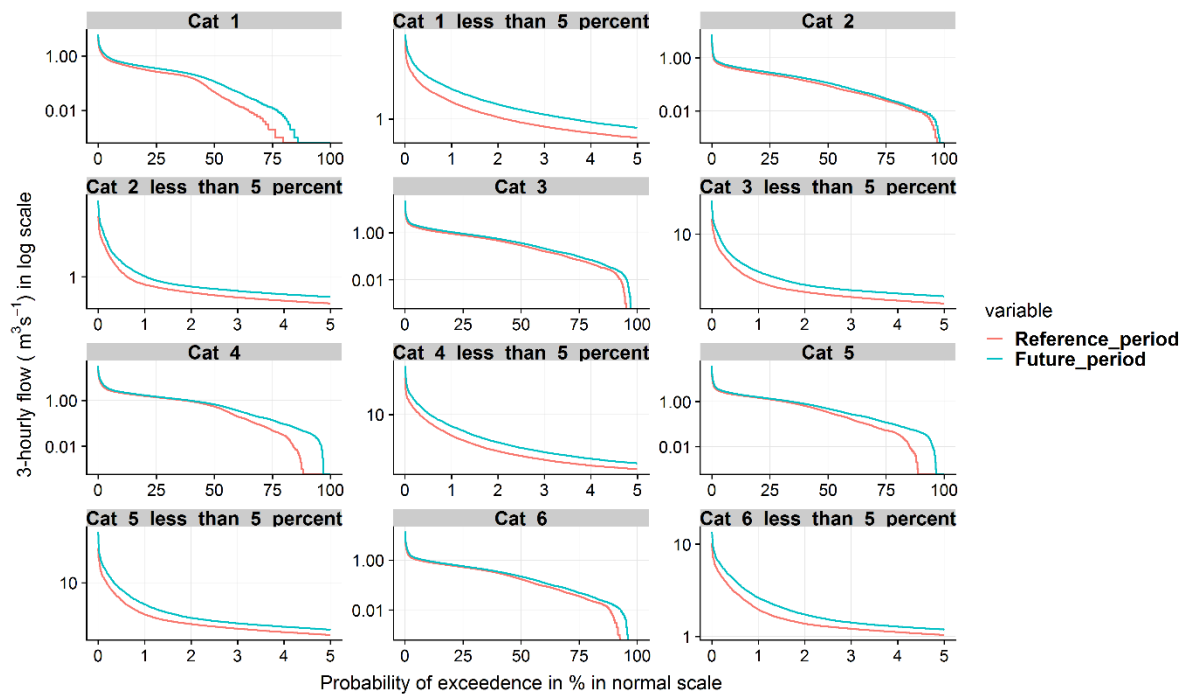 Cat 1
Cat 1 less than 5 percent
Cat 2
1.00
0.01
0 25 50 75 100
1
0 1 2 3 4 5
1.00
0.01
0 25 50 75 100
Cat 2 less than 5 percent
Cat 3
Cat 3 less than 5 percent
1
0 1 2 3 4 5
1.00
0.01
0 25 50 75 100
10
0 1 2 3 4 5
Cat 4
Cat 4 less than 5 percent
Cat 5
1.00
0.01
0 25 50 75 100
10
0 1 2 3 4 5
1.00
0.01
0 25 50 75 100
Cat 5 less than 5 percent
Cat 6
Cat 6 less than 5 percent
10
0 1 2 3 4 5
1.00
0.01
0 25 50 75 100
10
1
0 1 2 3 4 5
3-hourly flow ( m³s⁻¹) in log scale
Probability of exceedence in % in normal scale
variable
Reference_period
Future_period